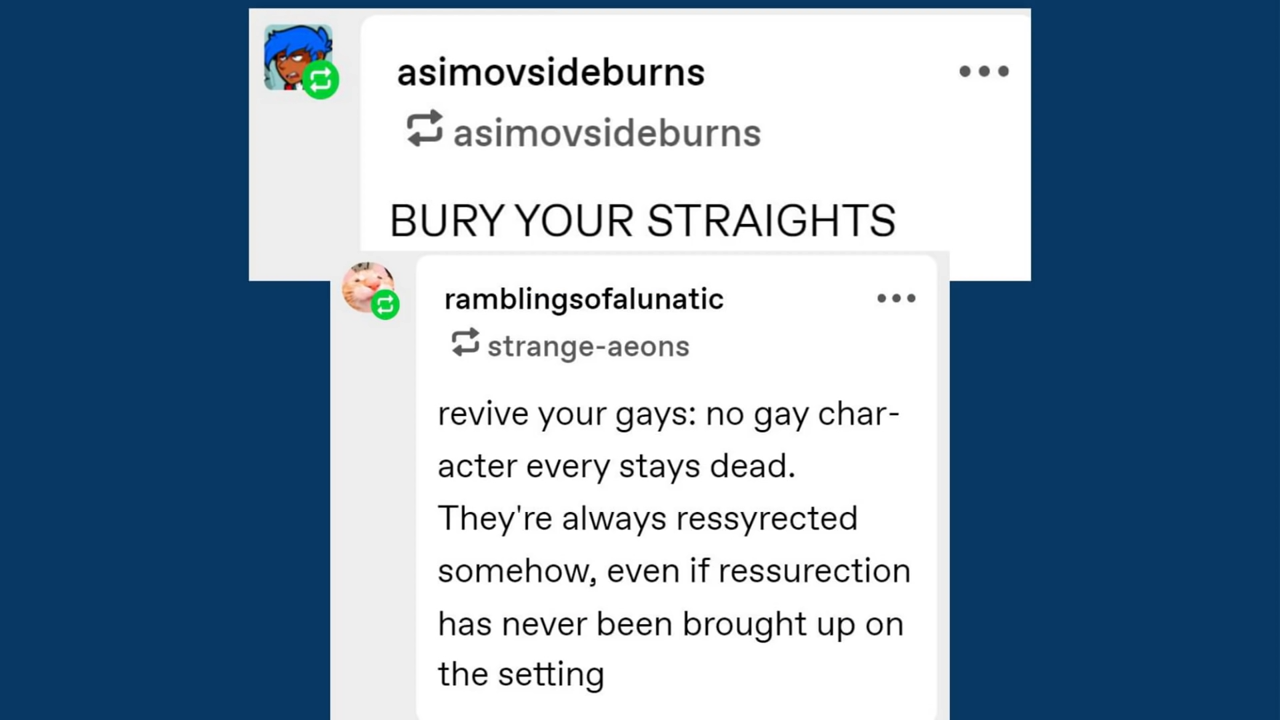 asimovsideburns
asimovsideburns
BURY YOUR STRAIGHTS
ramblingsofalunatic
strange-aeons
revive your gays: no gay char-
acter every stays dead.
They're always ressyrected
somehow, even if ressurection
has never been brought up on
the setting